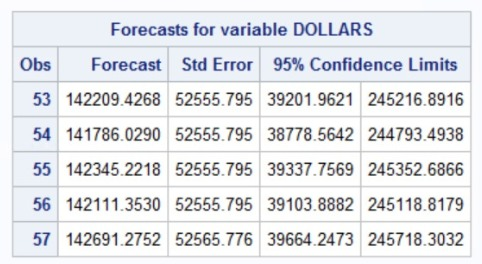 Forecasts for variable DOLLARS
Obs Forecast Std Error 95% Confidence Limits
53 142209.4268 52555.795 39201.9621 245216.8916
54 141786.0290 52555.795 38778.5642 244793.4938
55 142345.2218 52555.795 39337.7569 245352.6866
56 142111.3530 52555.795 39103.8882 245118.8179
57 142691.2752 52565.776 39664.2473 245718.3032